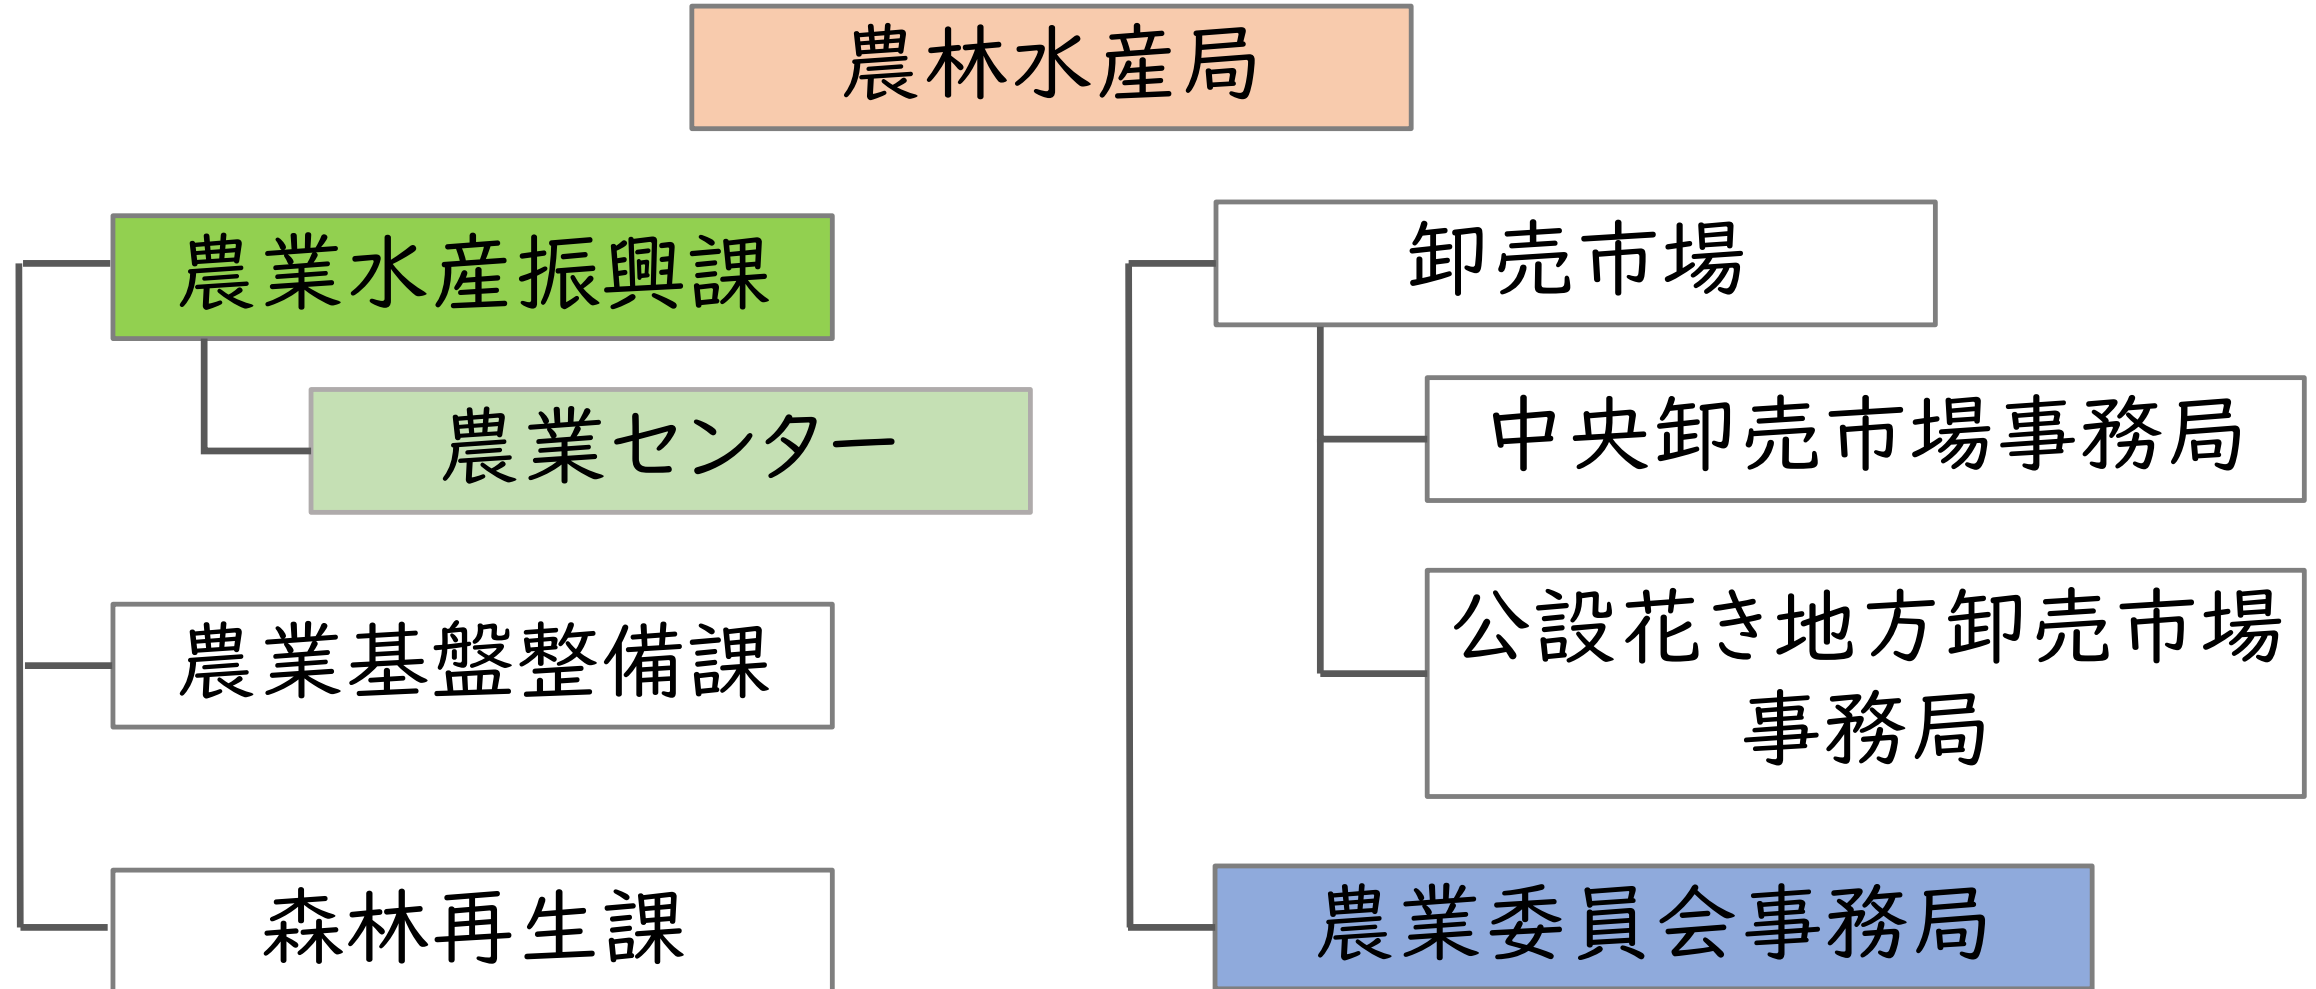 農林水産局
農業水産振興課
農業センター
農業基盤整備課
森林再生課
卸売市場
中央卸売市場事務局
公設花き地方卸売市場
事務局
農業委員会事務局